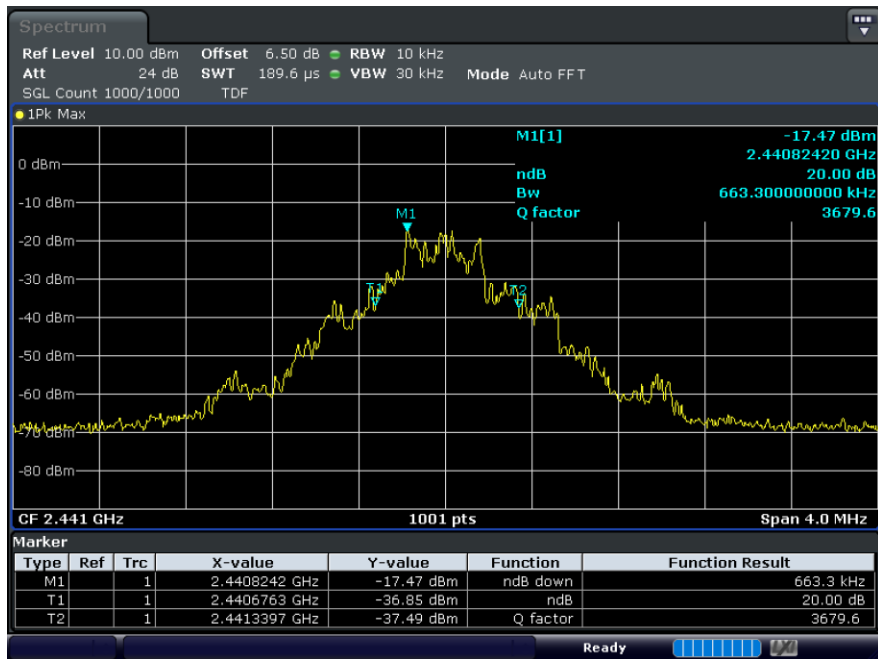 Spectrum
Ref Level 10.00 dBm Offset 6.50 dB RBW 10 kHz
Att 24 dB SWT 189.6 µs VBW 30 kHz Mode Auto FFT
SGL Count 1000/1000 TDF
1Pk Max
M1[1] -17.47 dBm
2.44082420 GHz
ndB 20.00 dB
Bw 663.300000000 kHz
Q factor 3679.6
0 dBm
-10 dBm
M1
-20 dBm
-30 dBm
T1
T2
-40 dBm
-50 dBm
-60 dBm
-70 dBm
-80 dBm
CF 2.441 GHz 1001 pts Span 4.0 MHz
Marker
Type Ref Trc X-value Y-value Function Function Result
M1 1 2.4408242 GHz -17.47 dBm ndB down 663.3 kHz
T1 1 2.4406763 GHz -36.85 dBm ndB 20.00 dB
T2 1 2.4413397 GHz -37.49 dBm Q factor 3679.6
Ready